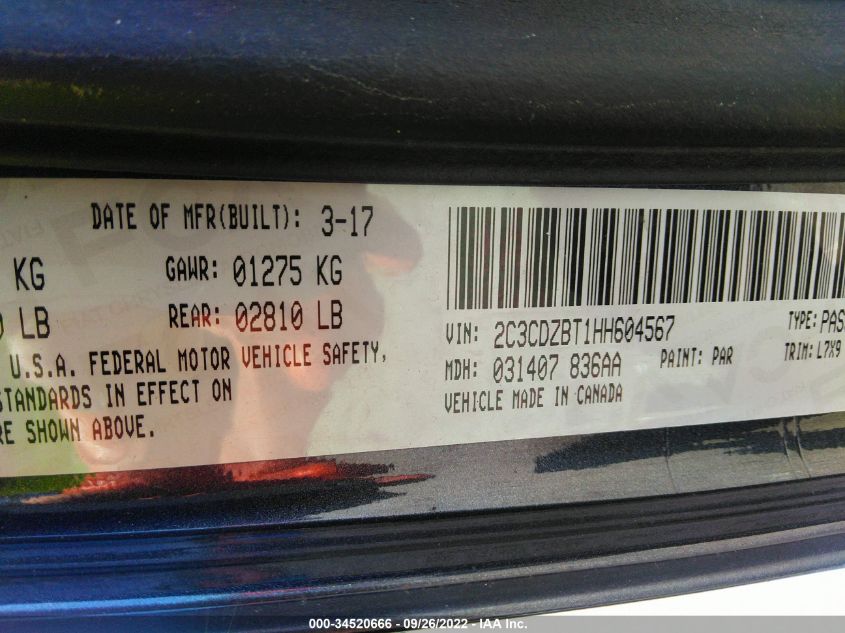 DATE OF MFR(BUILT): 3-17
KG GAWR: 01275 KG
LB REAR: 02810 LB
U.S.A. FEDERAL MOTOR VEHICLE SAFETY,
STANDARDS IN EFFECT ON
SHOWN ABOVE.
VIN: 2C3CDZBT1HH604567 TYPE: PAS
MDH: 031407 836AA PAINT: PAR TRIM: L7X9
VEHICLE MADE IN CANADA
000-34520666 - 09/26/2022 - IAA Inc.